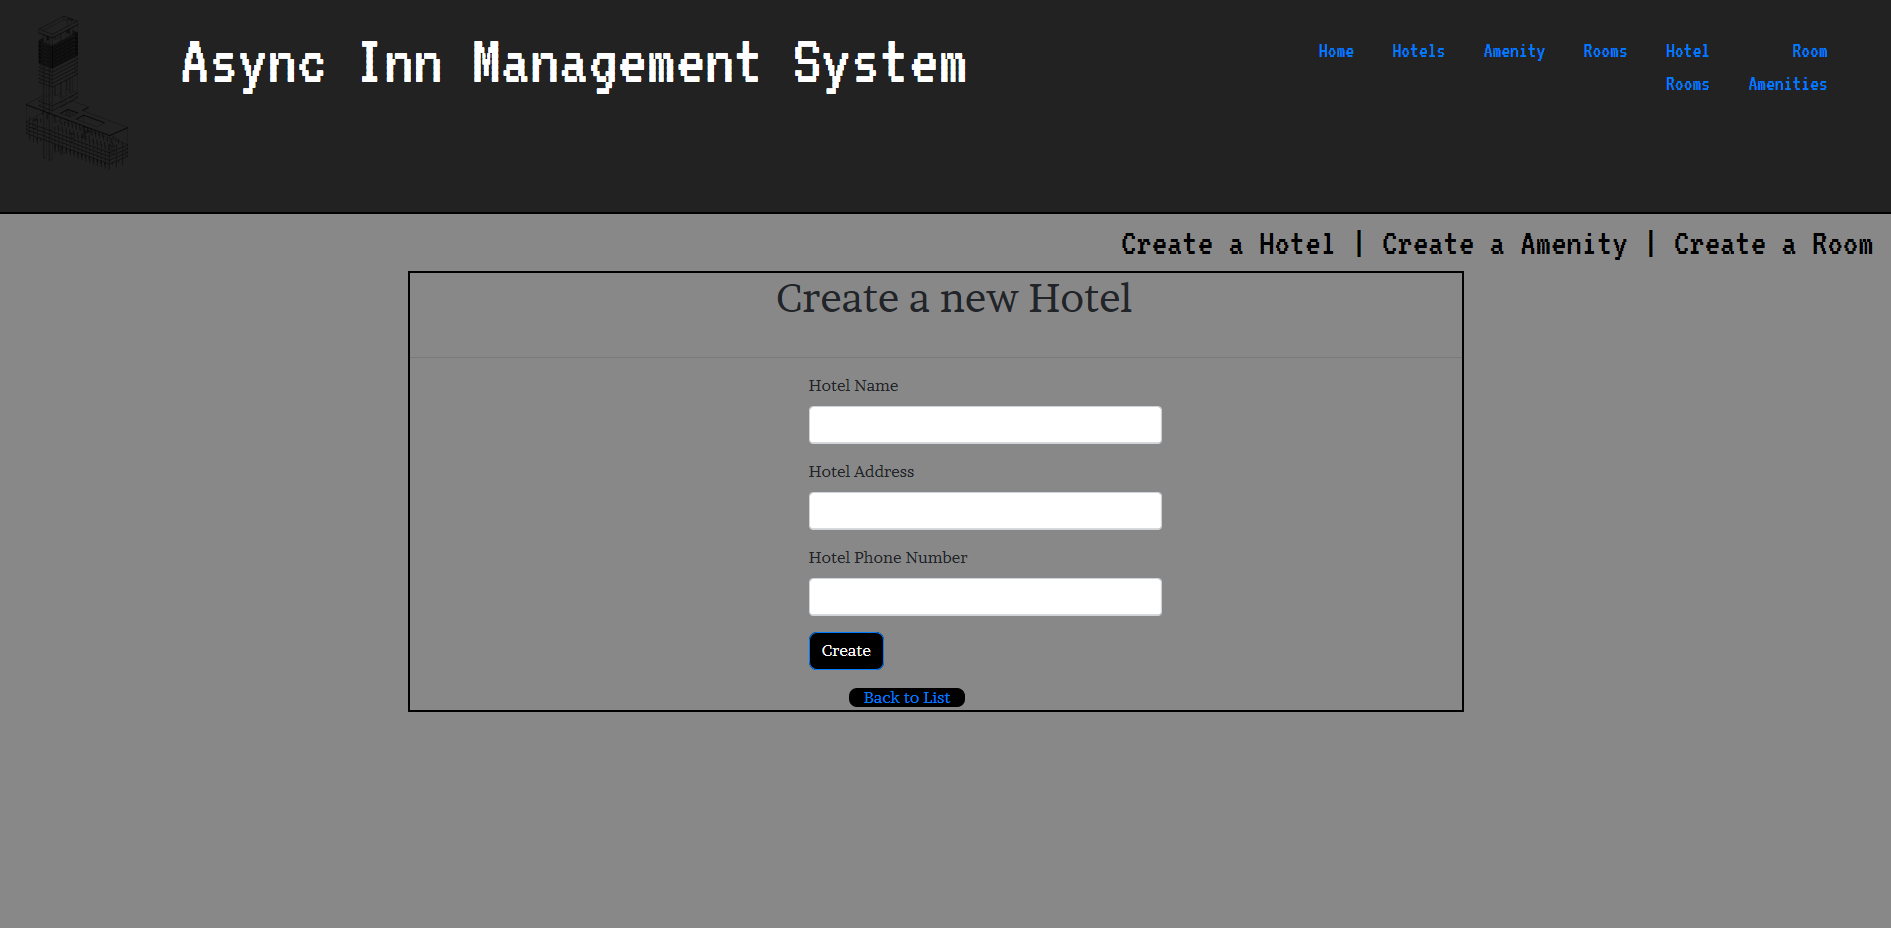 Async Inn Management System
Home Hotels Amenity Rooms Hotel Rooms Room Amenities
Create a Hotel | Create a Amenity | Create a Room
Create a new Hotel
Hotel Name
Hotel Address
Hotel Phone Number
Create
Back to List